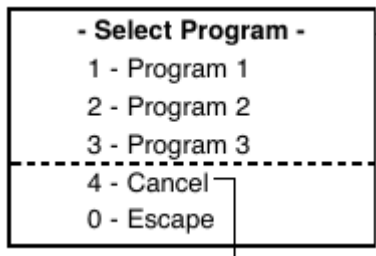 - Select Program -
1 - Program 1
2 - Program 2
3 - Program 3
4 - Cancel
0 - Escape